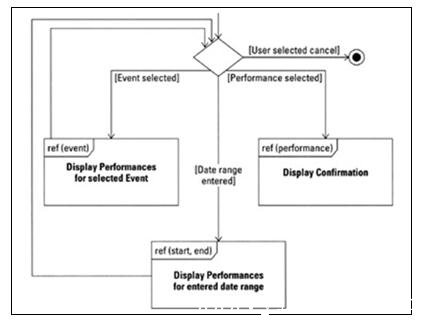 [User selected cancel]
[Event selected]
[Performance selected]
ref (event)
Display Performances
for selected Event
ref (performance)
Display Confirmation
[Date range
entered]
ref (start, end)
Display Performances
for entered date range